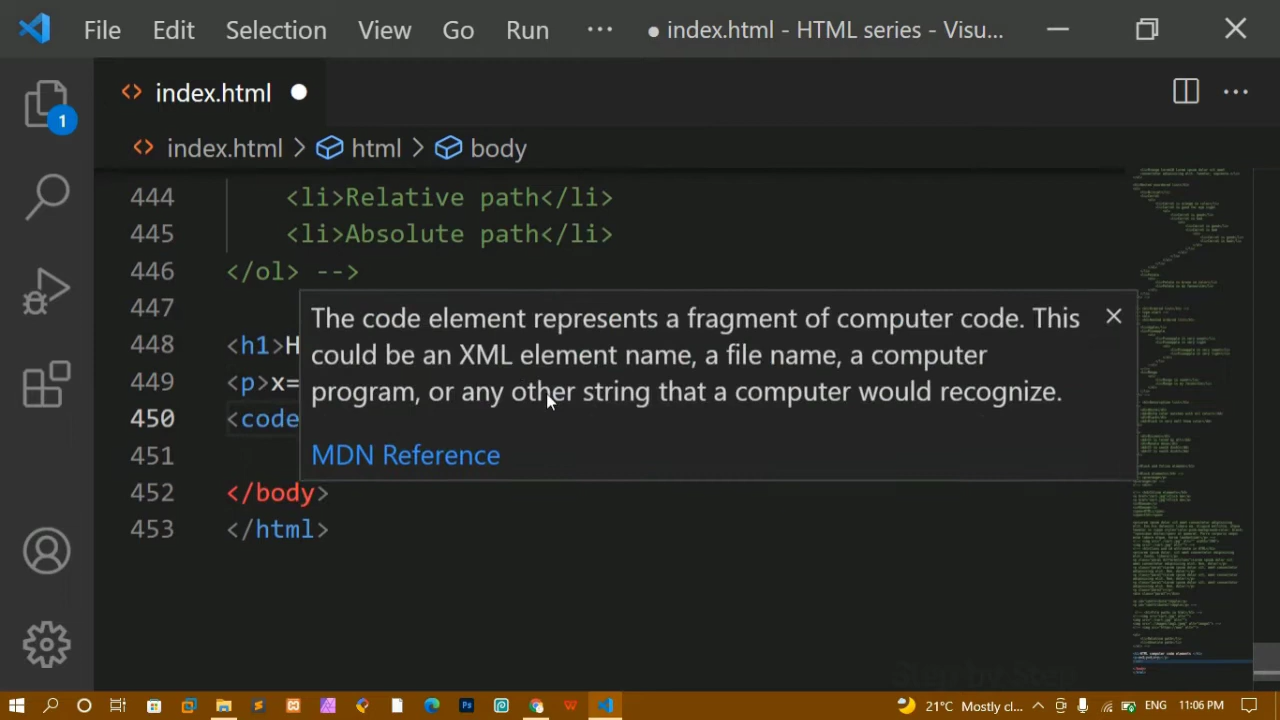 File Edit Selection View Go Run ··· ● index.html - HTML series - Visu...
index.html
index.html > html > body
1
444 <li>Relative path</li>
445 <li>Absolute path</li>
446 </ol> -->
447
448 <h1>H
449 <p>x=
450 <code
451
452 </body>
453 </html>
The code element represents a fragment of computer code. This
could be an XML element name, a file name, a computer
program, or any other string that a computer would recognize.
MDN Reference
Step by Step
21°C Mostly cl... ENG 11:06 PM